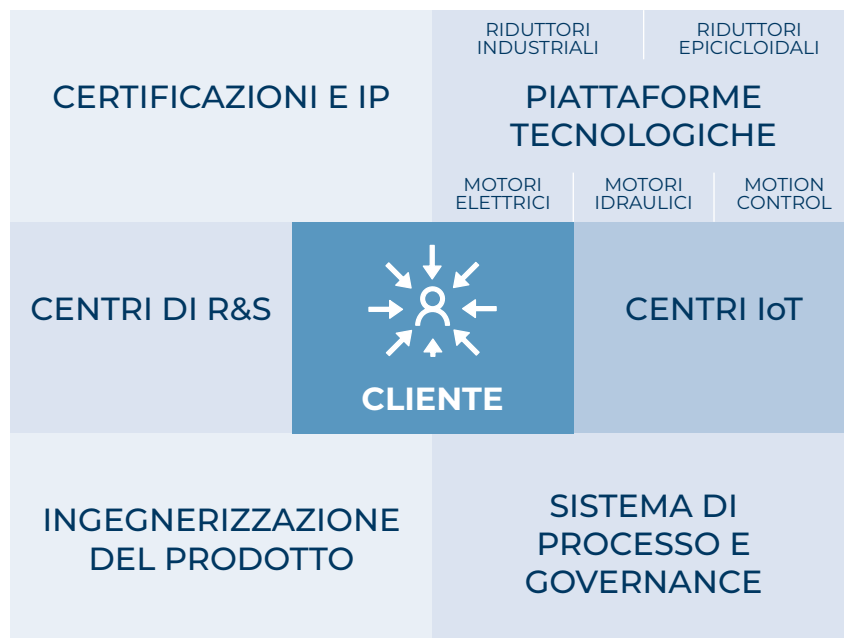 CERTIFICAZIONI E IP
RIDUTTORI
INDUSTRIALI
RIDUTTORI
EPICICLOIDALI
PIATTAFORME
TECNOLOGICHE
MOTORI
ELETTRICI
MOTORI
IDRAULICI
MOTION
CONTROL
CENTRI DI R&S
CLIENTE
CENTRI IoT
INGEGNERIZZAZIONE
DEL PRODOTTO
SISTEMA DI
PROCESSO E
GOVERNANCE